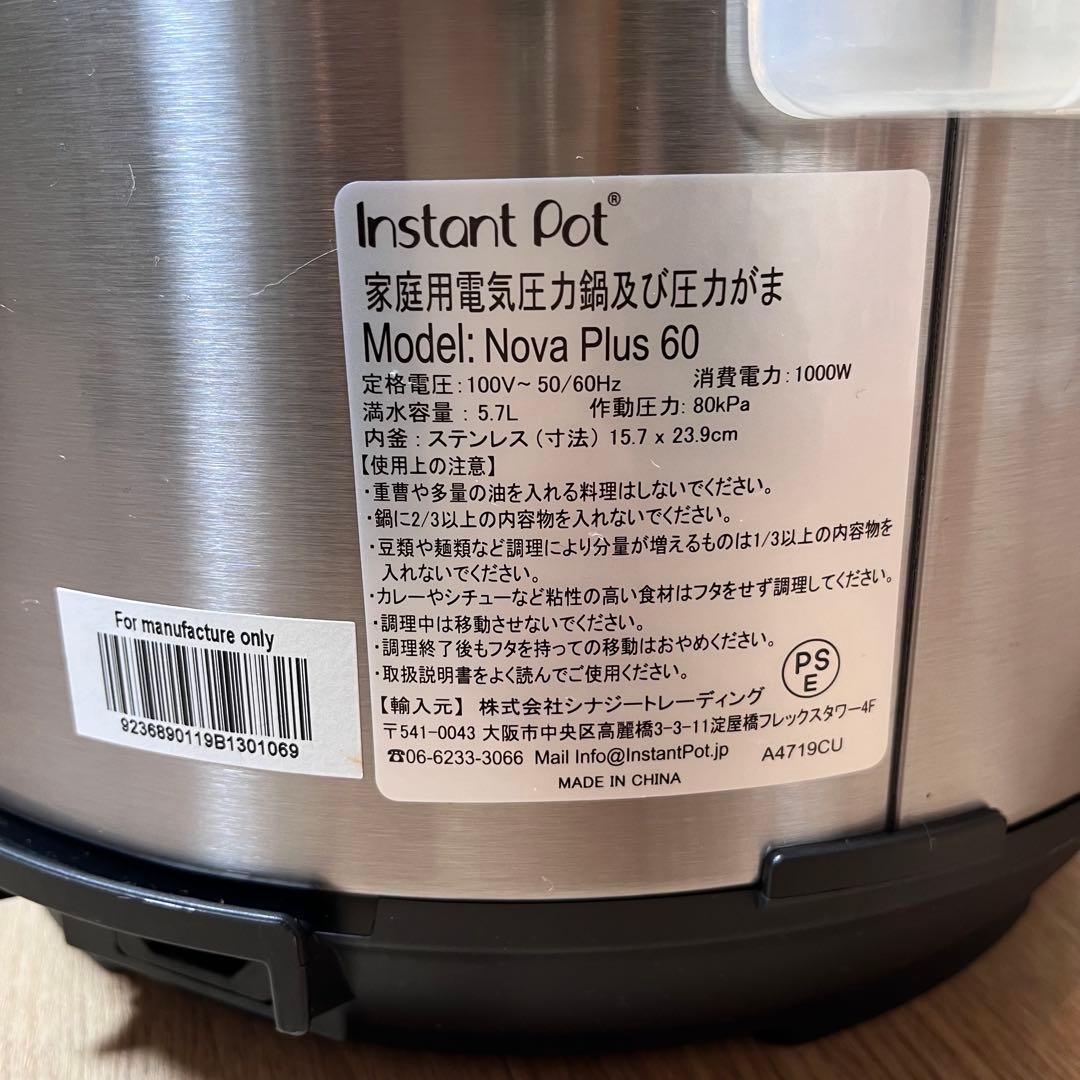 Instant Pot®
家庭用電気圧力鍋及び圧力がま
Model: Nova Plus 60
定格電圧:100V~ 50/60Hz 消費電力:1000W
満水容量：5.7L 作動圧力: 80kPa
内釜：ステンレス（寸法）15.7 x 23.9cm
【使用上の注意】
・重曹や多量の油を入れる料理はしないでください。
・鍋に2/3以上の内容物を入れないでください。
・豆類や麺類など調理により分量が増えるものは1/3以上の内容物を
入れないでください。
・カレーやシチューなど粘性の高い食材はフタをせず調理してください。
・調理中は移動させないでください。
・調理終了後もフタを持っての移動はおやめください。
・取扱説明書をよく読んでご使用ください。
PS
E
【輸入元】 株式会社シナジートレーディング
〒541-0043 大阪市中央区高麗橋3-3-11淀屋橋フレックスタワー4F
☎06-6233-3066 Mail Info@InstantPot.jp A4719CU
MADE IN CHINA
For manufacture only
9236890119B1301069